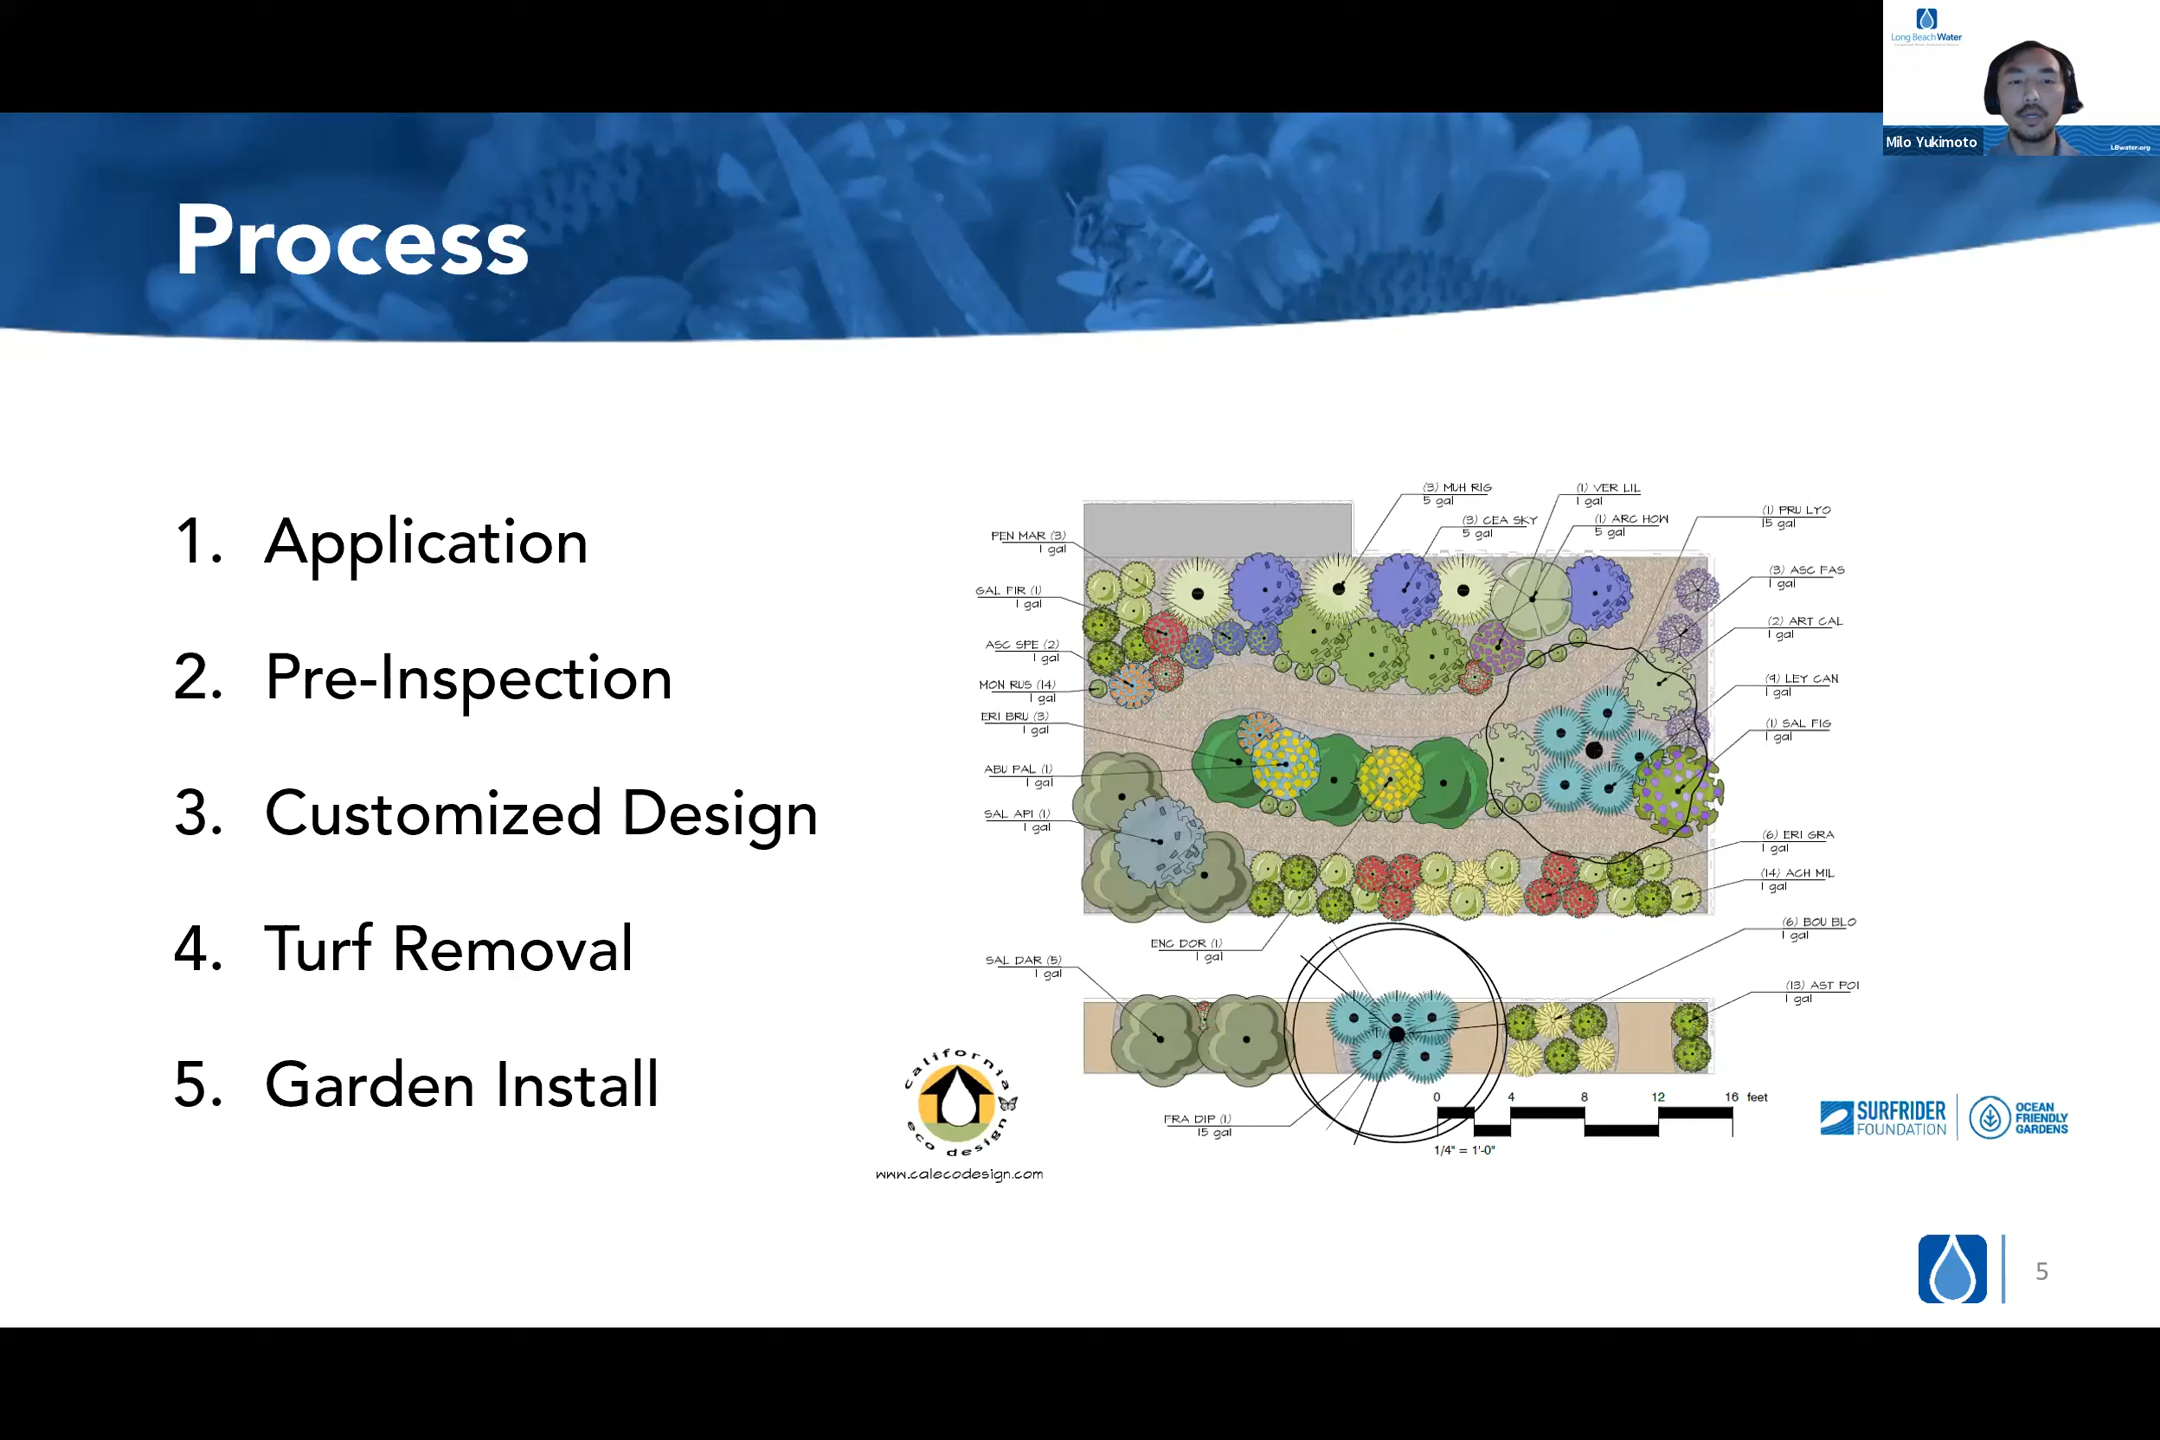 Long Beach Water
Milo Yukimoto
LBwater.org
Process
1. Application
2. Pre-Inspection
3. Customized Design
4. Turf Removal
5. Garden Install
(3) MUH RIG
5 gal
(1) VER LIL
1 gal
(3) CEA SKY
5 gal
(1) ARC HOW
5 gal
(1) PRU LYO
15 gal
PEN MAR (3)
1 gal
(3) ASC FAS
1 gal
GAL FIR (1)
1 gal
(2) ART CAL
1 gal
ASC SPE (2)
1 gal
(9) LEY CAN
1 gal
MON RUS (14)
1 gal
ERI BRU (3)
1 gal
(1) SAL FIG
1 gal
ABU PAL (1)
1 gal
SAL API (1)
1 gal
(6) ERI GRA
1 gal
(14) ACH MIL
1 gal
(6) BOU BLO
1 gal
ENC DOR (1)
1 gal
SAL DAR (5)
1 gal
(13) AST POI
1 gal
FRA DIP (1)
15 gal
0 4 8 12 16 feet
1/4" = 1'-0"
california
eco design
www.calecodesign.com
SURFRIDER
FOUNDATION
OCEAN
FRIENDLY
GARDENS
5